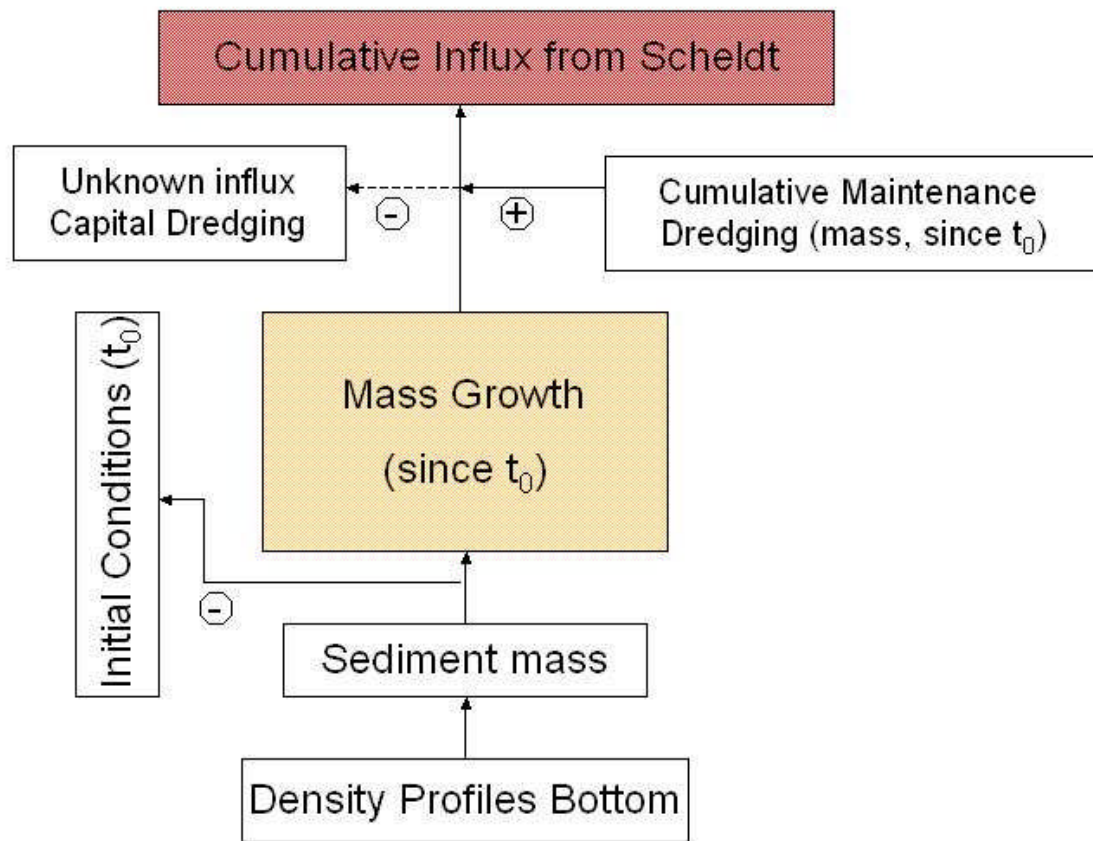 Cumulative Influx from Scheldt
Unknown influx
Capital Dredging
-
+
Cumulative Maintenance
Dredging (mass, since t₀)
Initial Conditions (t₀)
Mass Growth
(since t₀)
-
Sediment mass
Density Profiles Bottom